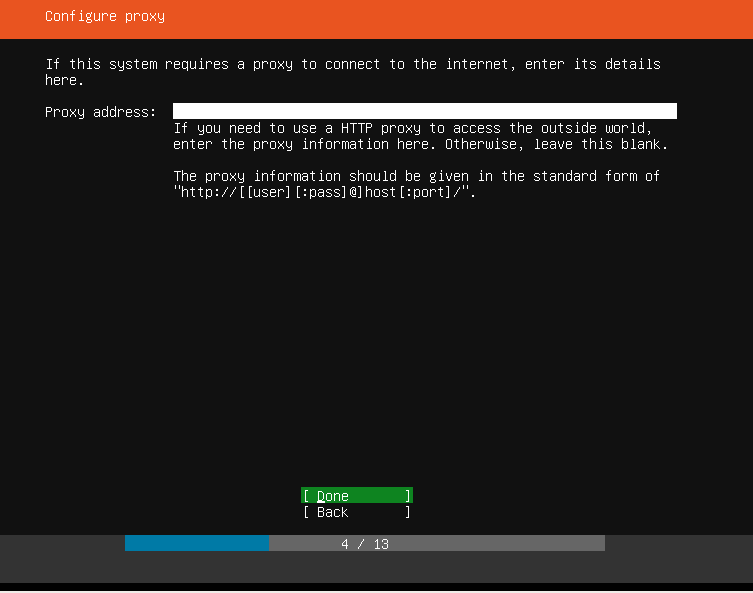 Configure proxy
If this system requires a proxy to connect to the internet, enter its details
here.
Proxy address:
If you need to use a HTTP proxy to access the outside world,
enter the proxy information here. Otherwise, leave this blank.
The proxy information should be given in the standard form of
"http://[[user][:pass]@]host[:port]/".
[ Done ]
[ Back ]
4 / 13